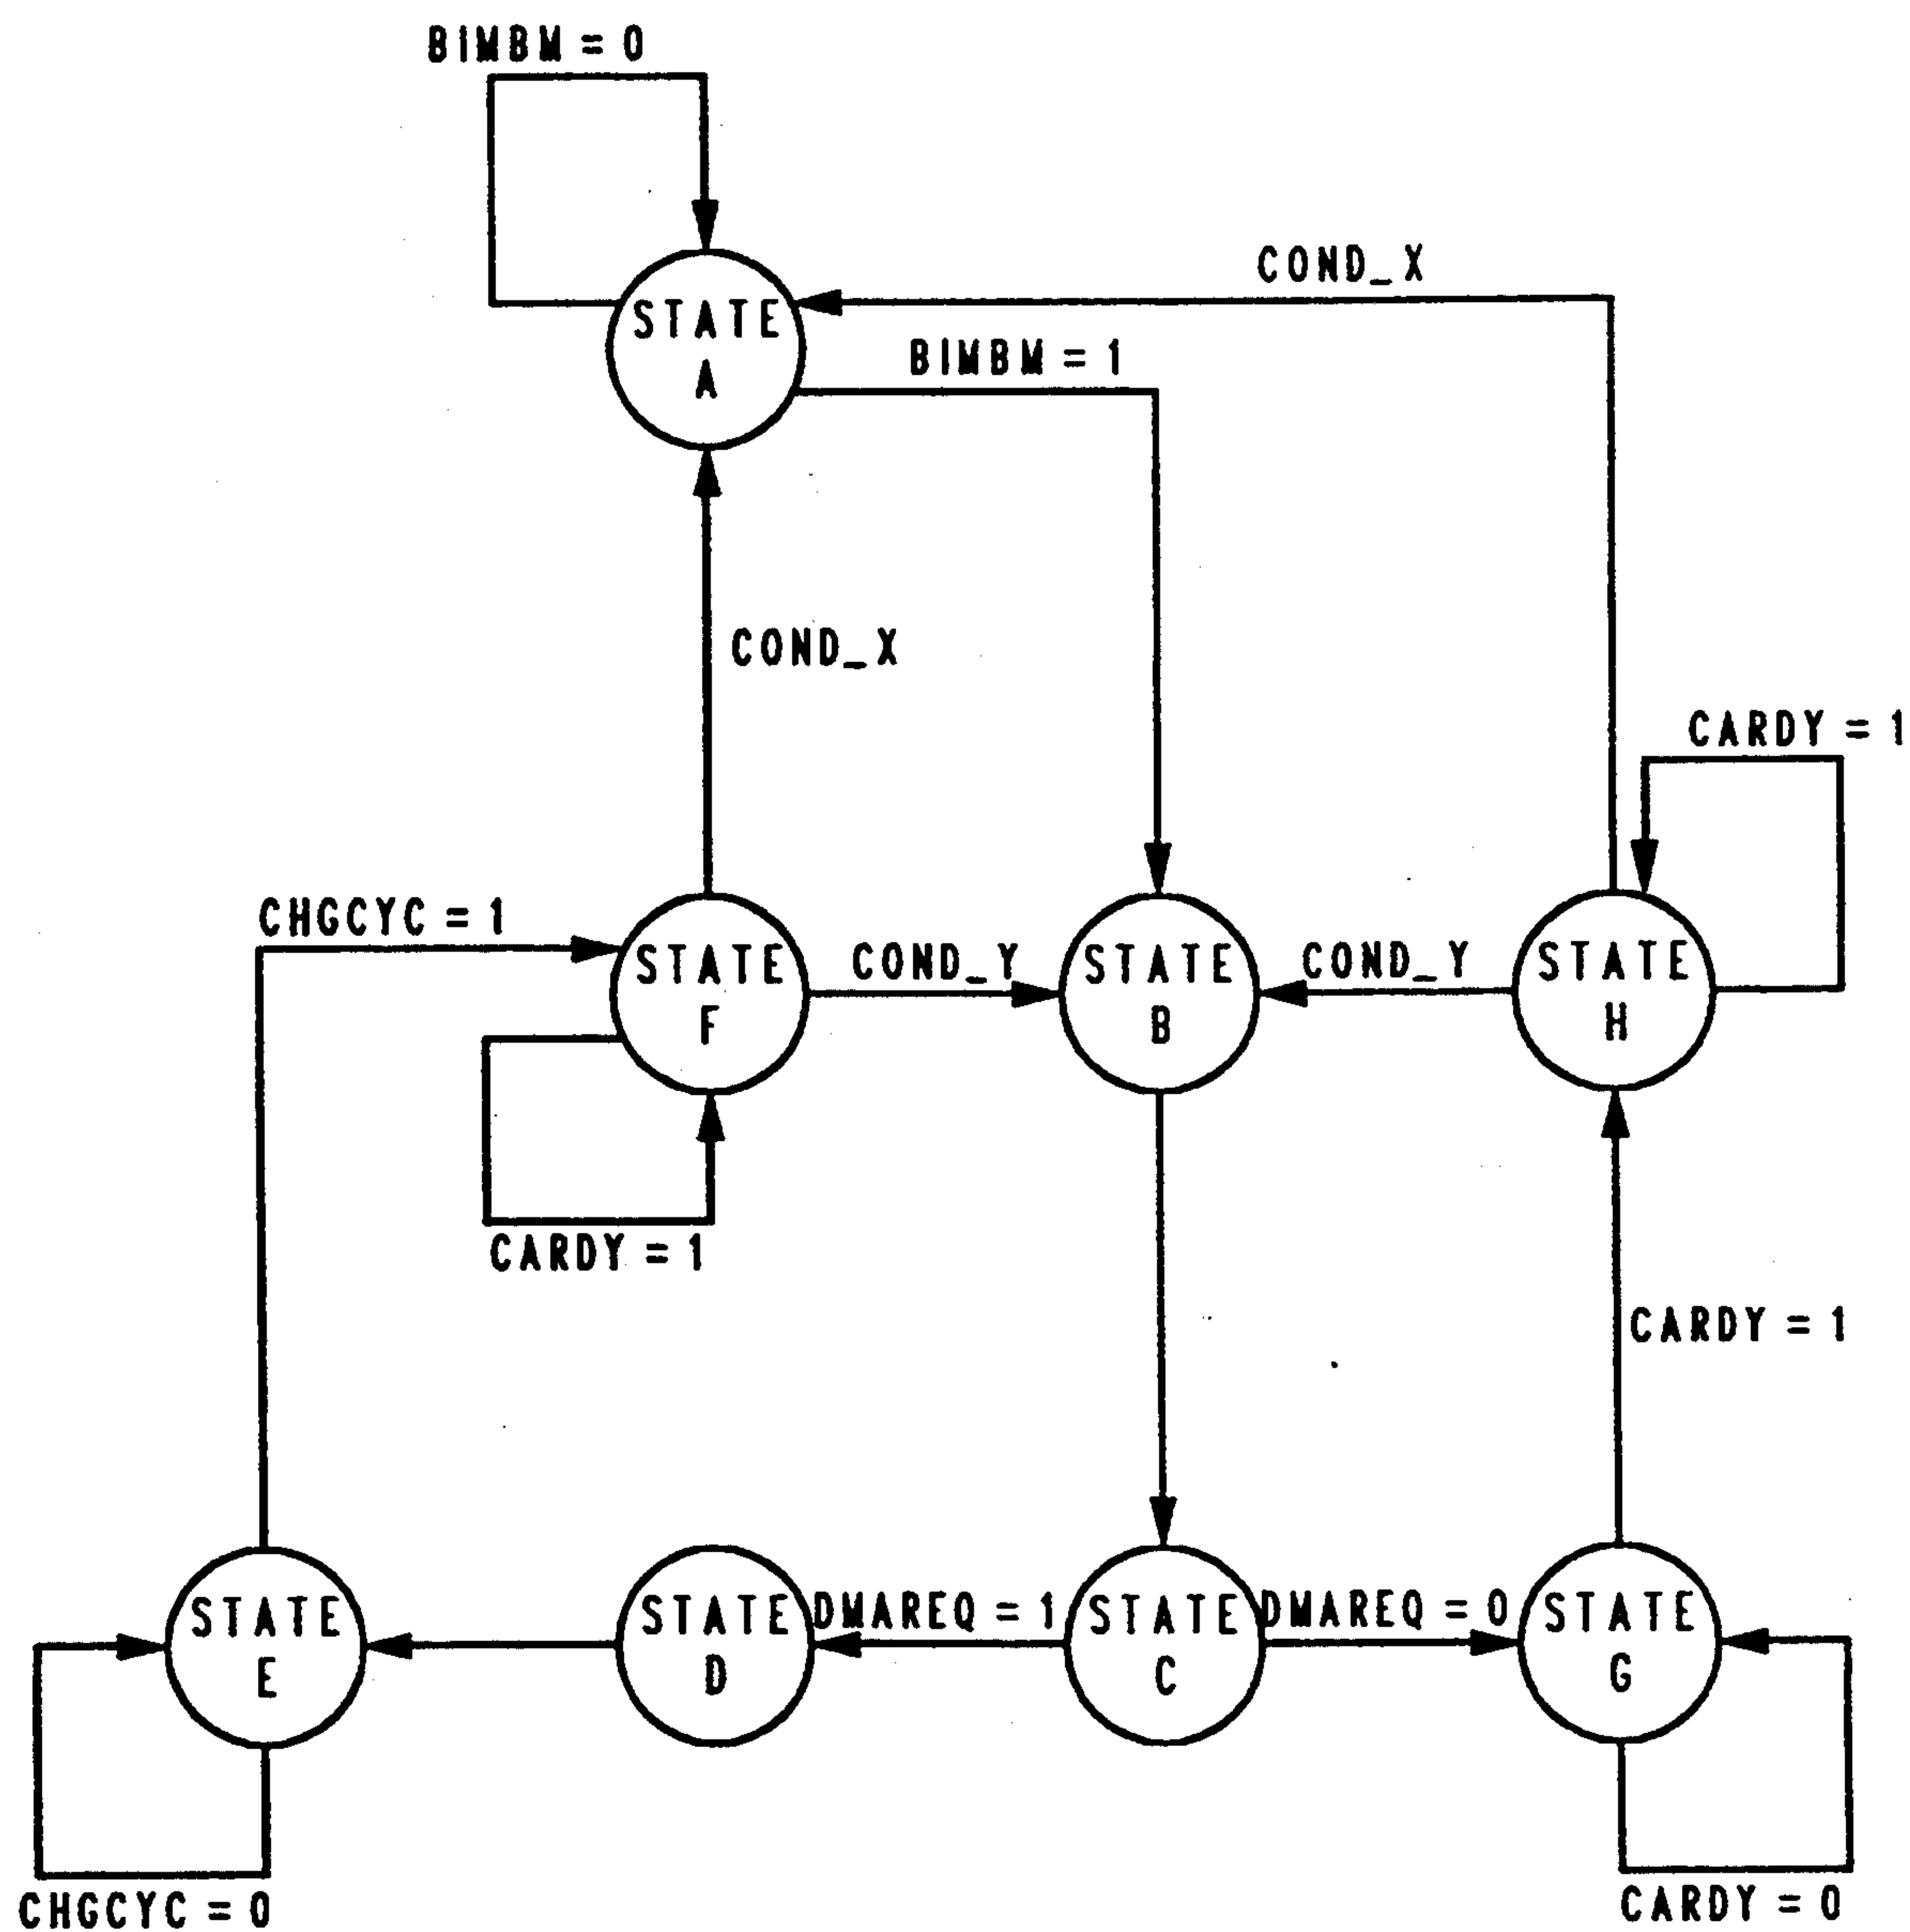 BIMBM = 0
COND_X
STATE
A
BIMBM = 1
COND_X
CARDY = 1
CHGCYC = 1
STATE
F
COND_Y
STATE
B
COND_Y
STATE
H
CARDY = 1
CARDY = 1
STATE
E
STATE
D
DMAREQ = 1
STATE
C
DMAREQ = 0
STATE
G
CHGCYC = 0
CARDY = 0